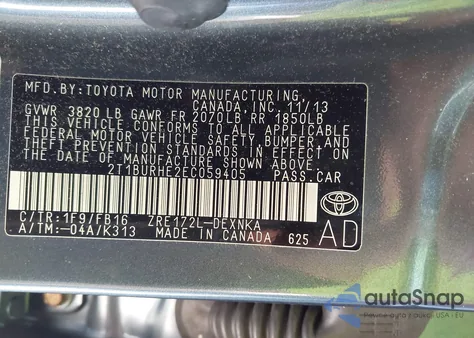 MFD. BY: TOYOTA MOTOR MANUFACTURING,
CANADA, INC. 11/13
GVWR 3820 LB GAWR FR 2070LB RR 1850LB
THIS VEHICLE CONFORMS TO ALL APPLICABLE
FEDERAL MOTOR VEHICLE SAFETY, BUMPER AND
THEFT PREVENTION STANDARDS IN EFFECT ON
THE DATE OF MANUFACTURE SHOWN ABOVE.
2T1BURHE2EC059405 PASS. CAR
C/TR: 1F9/FB16 ZRE172L-DEXNKA
A/TM: -04A/K313 MADE IN CANADA 625
AD
autoSnap